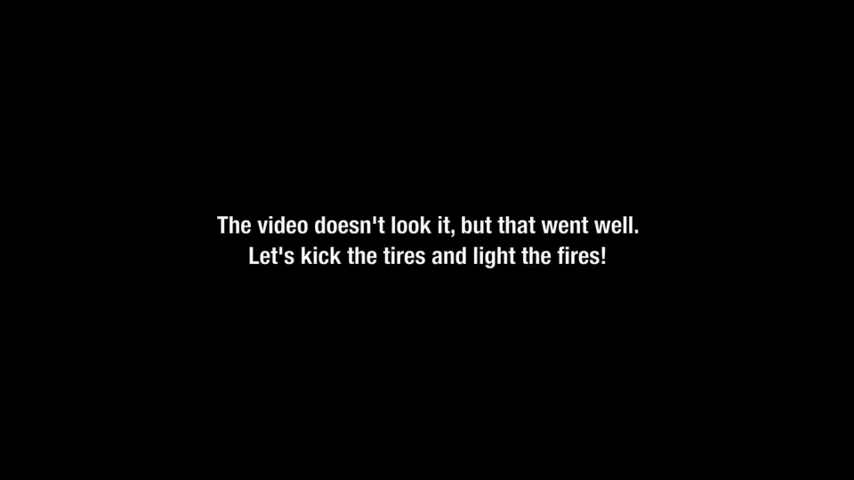 The video doesn't look it, but that went well.
Let's kick the tires and light the fires!